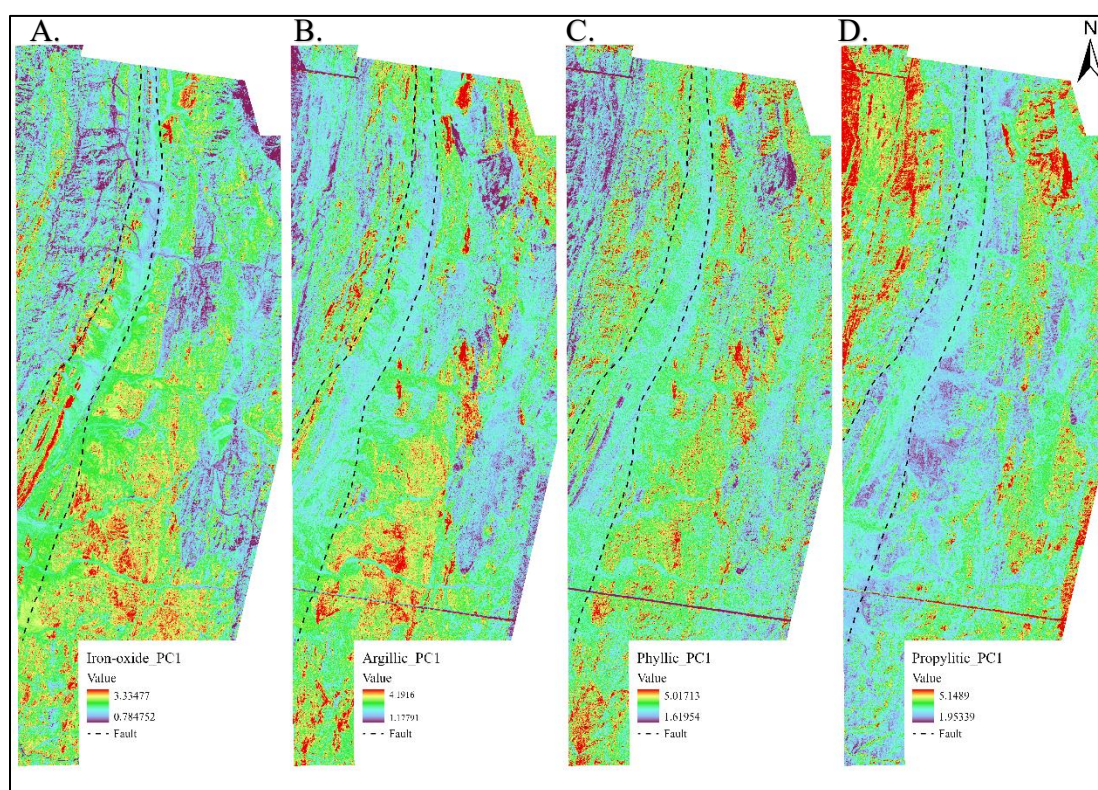 A.
B.
C.
D.
N
Iron-oxide_PC1
Value
3.33477
0.784752
Fault
Argillic_PC1
Value
4.1916
1.17791
Fault
Phyllic_PC1
Value
5.01713
1.61954
Fault
Propylitic_PC1
Value
5.1489
1.95339
Fault